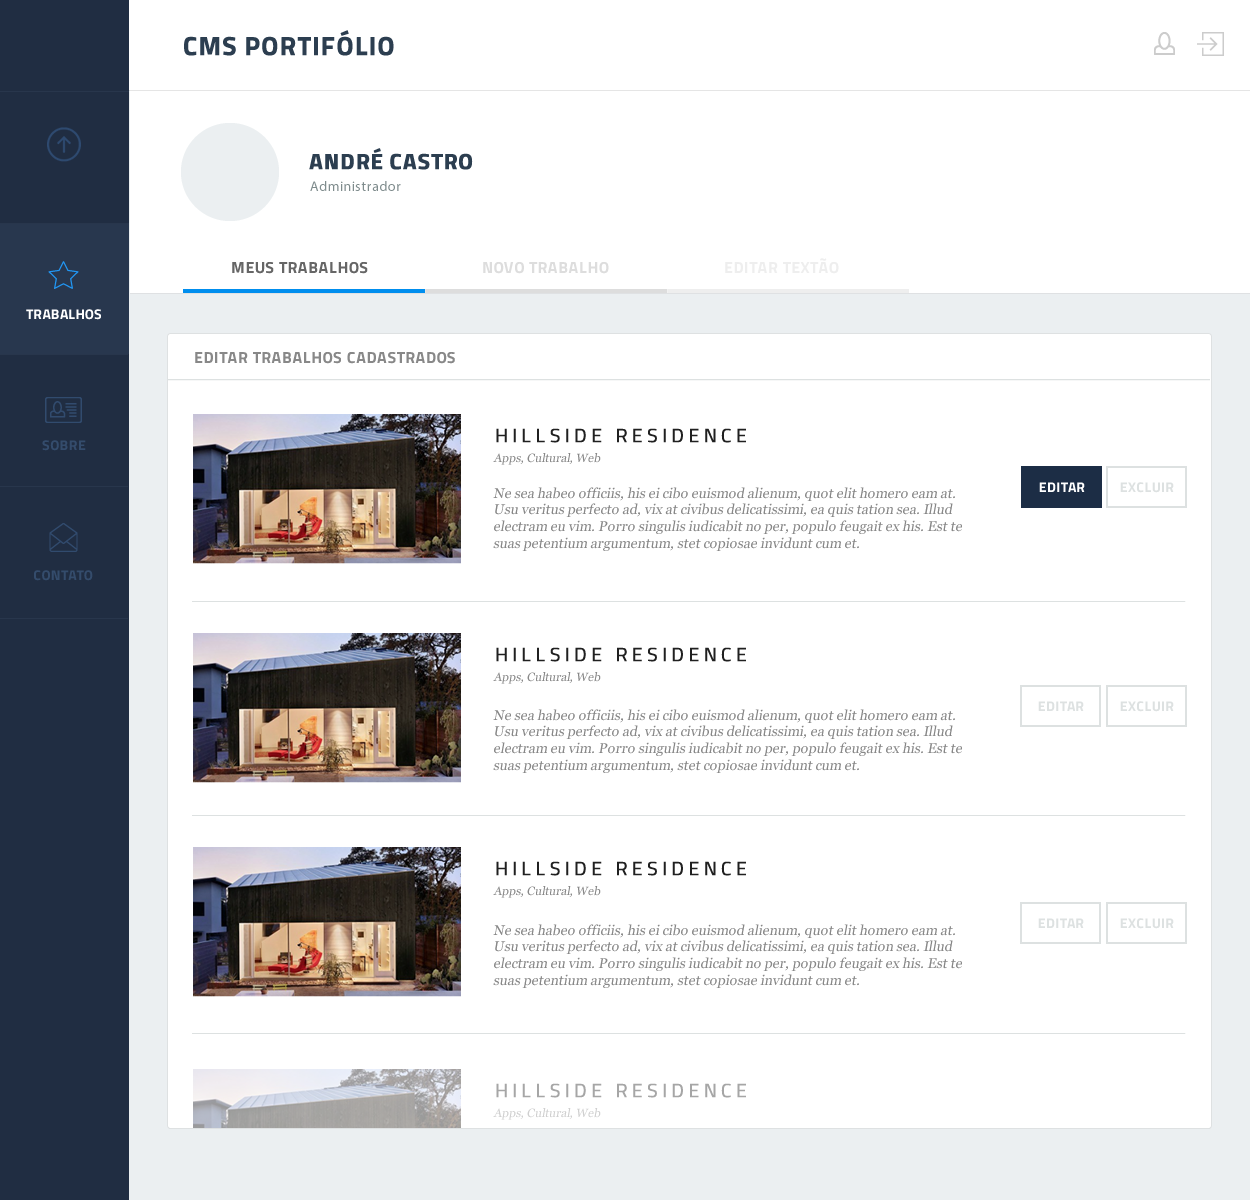 CMS PORTIFÓLIO
ANDRÉ CASTRO
Administrador
MEUS TRABALHOS
NOVO TRABALHO
EDITAR TEXTÃO
TRABALHOS
SOBRE
CONTATO
EDITAR TRABALHOS CADASTRADOS
HILLSIDE RESIDENCE
Apps, Cultural, Web
Ne sea habeo officiis, his ei cibo euismod alienum, quot elit homero eam at.
Usu veritus perfecto ad, vix at civibus delicatissimi, ea quis tation sea. Illud
electram eu vim. Porro singulis iudicabit no per, populo feugait ex his. Est te
suas petentium argumentum, stet copiosae invidunt cum et.
EDITAR
EXCLUIR
HILLSIDE RESIDENCE
Apps, Cultural, Web
Ne sea habeo officiis, his ei cibo euismod alienum, quot elit homero eam at.
Usu veritus perfecto ad, vix at civibus delicatissimi, ea quis tation sea. Illud
electram eu vim. Porro singulis iudicabit no per, populo feugait ex his. Est te
suas petentium argumentum, stet copiosae invidunt cum et.
EDITAR
EXCLUIR
HILLSIDE RESIDENCE
Apps, Cultural, Web
Ne sea habeo officiis, his ei cibo euismod alienum, quot elit homero eam at.
Usu veritus perfecto ad, vix at civibus delicatissimi, ea quis tation sea. Illud
electram eu vim. Porro singulis iudicabit no per, populo feugait ex his. Est te
suas petentium argumentum, stet copiosae invidunt cum et.
EDITAR
EXCLUIR
HILLSIDE RESIDENCE
Apps, Cultural, Web